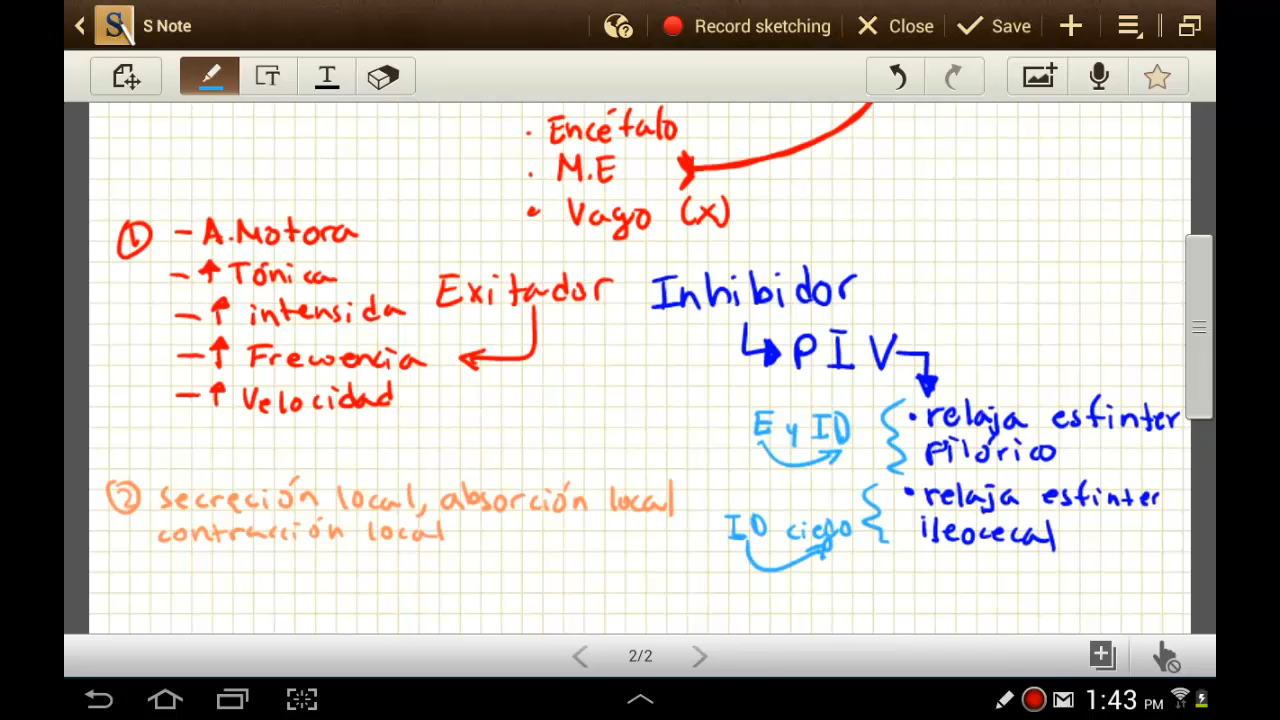 S Note
Record sketching
Close
Save
T
T
· Encéfalo
· M.E
· Vago (x)
① - A. Motora
- ↑ Tónica
- ↑ intensida
- ↑ Frecuencia
- ↑ Velocidad
Exitador
Inhibidor
PIV
E y ID
· relaja esfinter
pilórico
ID ciego
· relaja esfinter
ileocecal
② secreción local, absorción local
contracción local
2/2
1:43 PM